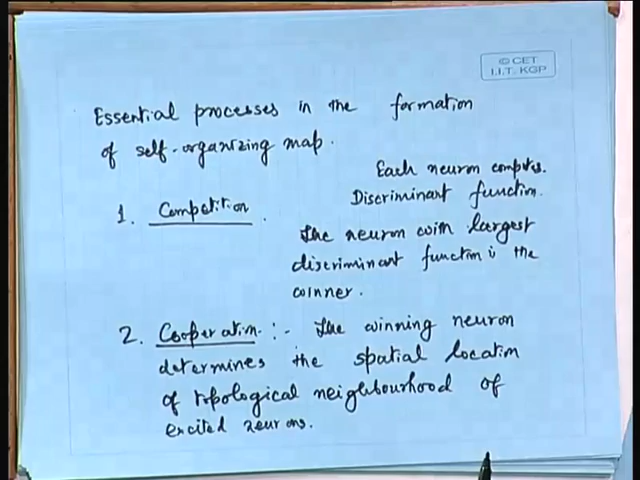 © CET
I.I.T. KGP
Essential processes in the formation
of self-organizing map.
Each neuron computes.
Discriminant function.
1. Competition.
The neuron with largest
discriminant function is the
winner.
2. Cooperation :- The winning neuron
determines the spatial location
of topological neighbourhood of
excited neurons.